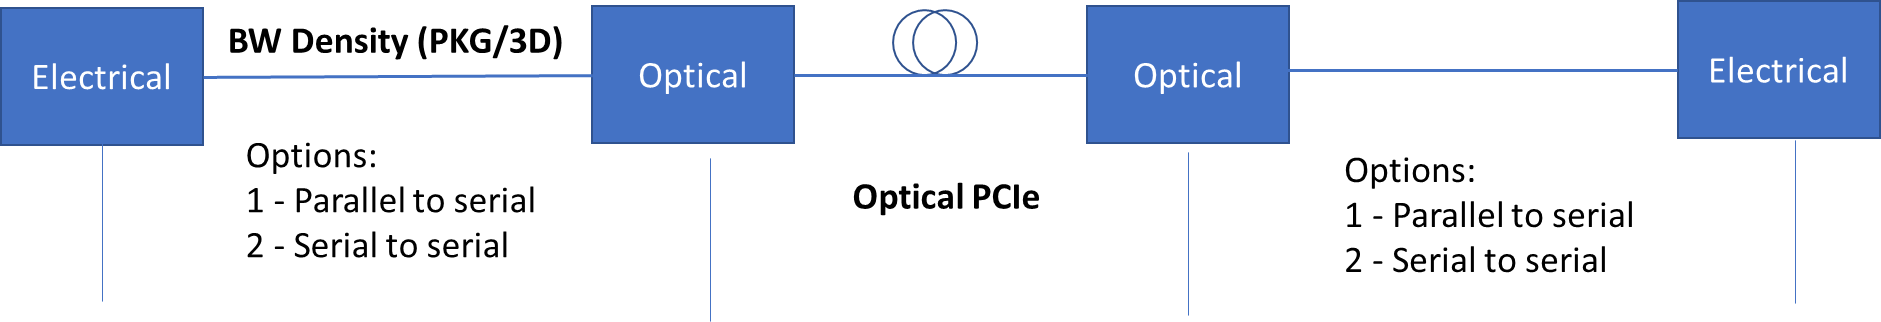 Electrical
BW Density (PKG/3D)
Optical
Optical
Electrical
Options:
1 - Parallel to serial
2 - Serial to serial
Optical PCIe
Options:
1 - Parallel to serial
2 - Serial to serial